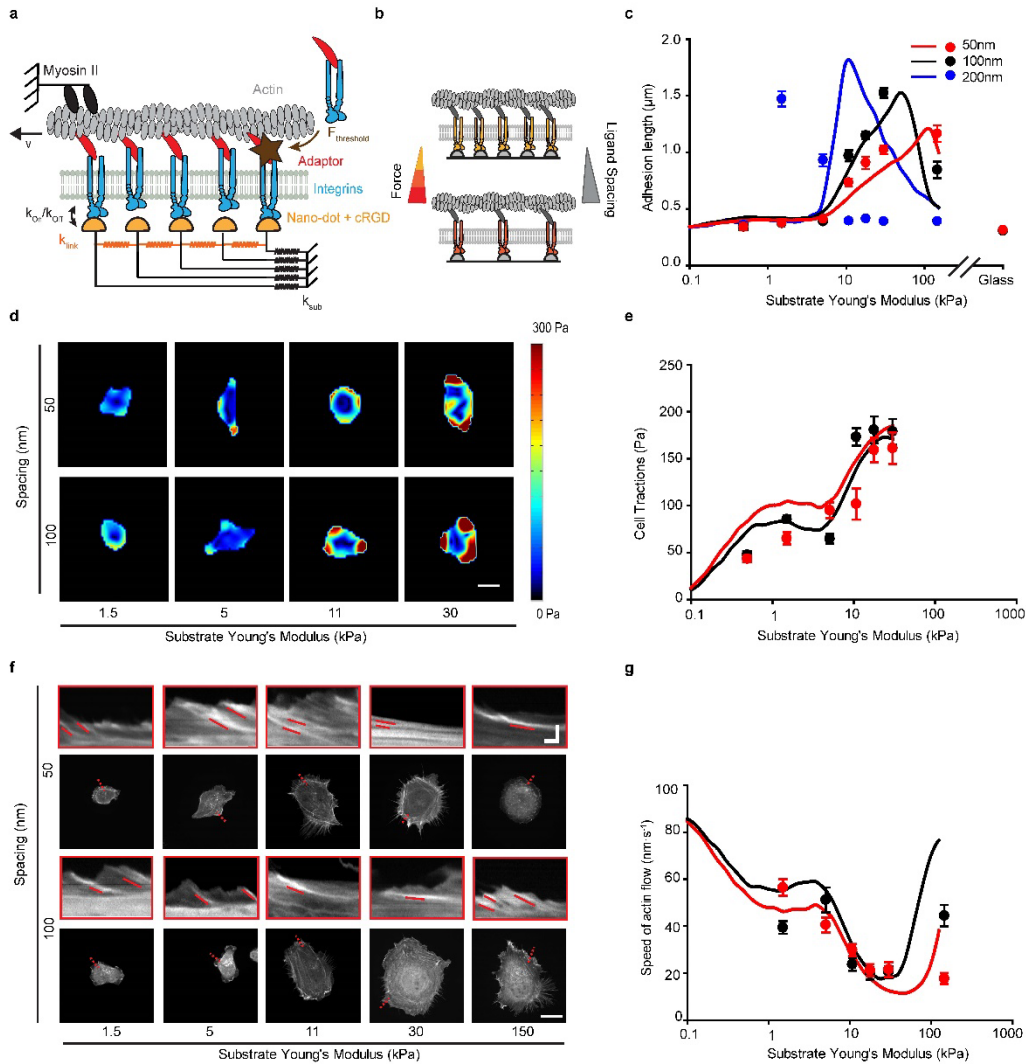 a
Myosin II
Actin
v
F threshold
Adaptor
Integrins
kOn/kOT
Nano-dot + cRGD
klink
ksub
b
Force
Ligand Spacing
c
Adhesion length (µm)
2.0
1.5
1.0
0.5
0.0
50nm
100nm
200nm
0.1 1 10 100 Glass
Substrate Young's Modulus (kPa)
d
Spacing (nm)
50
100
1.5 5 11 30
Substrate Young's Modulus (kPa)
300 Pa
0 Pa
e
Cell Tractions (Pa)
250
200
150
100
50
0
0.1 1 10 100 1000
Substrate Young's Modulus (kPa)
f
Spacing (nm)
50
100
1.5 5 11 30 150
Substrate Young's Modulus (kPa)
g
Speed of actin flow (nm·s⁻¹)
100
80
60
40
20
0
0.1 1 10 100 1000
Substrate Young's Modulus (kPa)